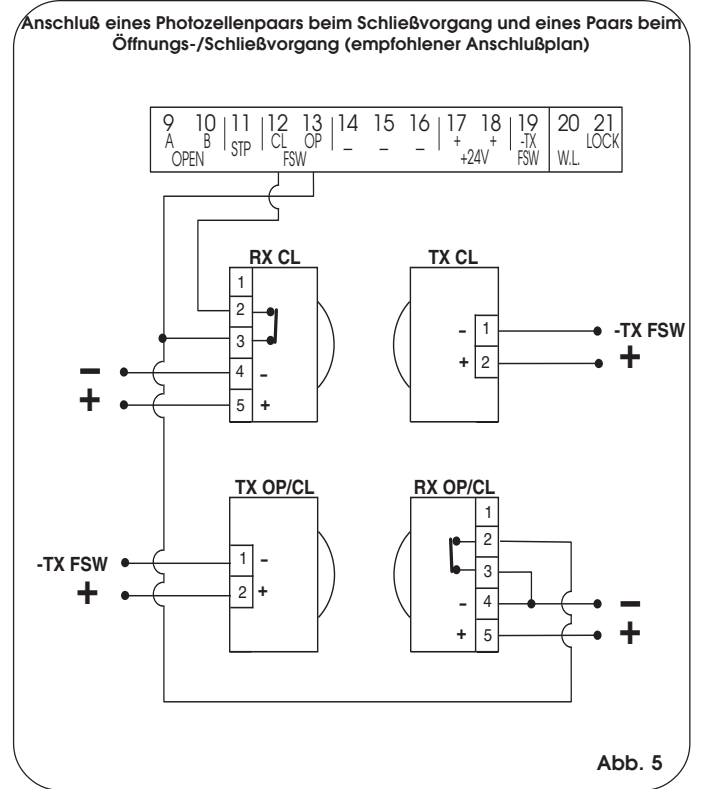 Anschluß eines Photozellenpaars beim Schließvorgang und eines Paars beim
Öffnungs-/Schließvorgang (empfohlener Anschlußplan)
9 10 11 12 13 14 15 16 17 18 19 20 21
A B STP CL OP _ _ _ + + -TX LOCK
OPEN FSW +24V FSW W.L.
RX CL TX CL
1
2
3
4 -
5 +
- 1 -TX FSW
+ 2 +
-
+
TX OP/CL RX OP/CL
-TX FSW 1 -
+ 2 +
1
2
3
- 4 -
+ 5 +
Abb. 5